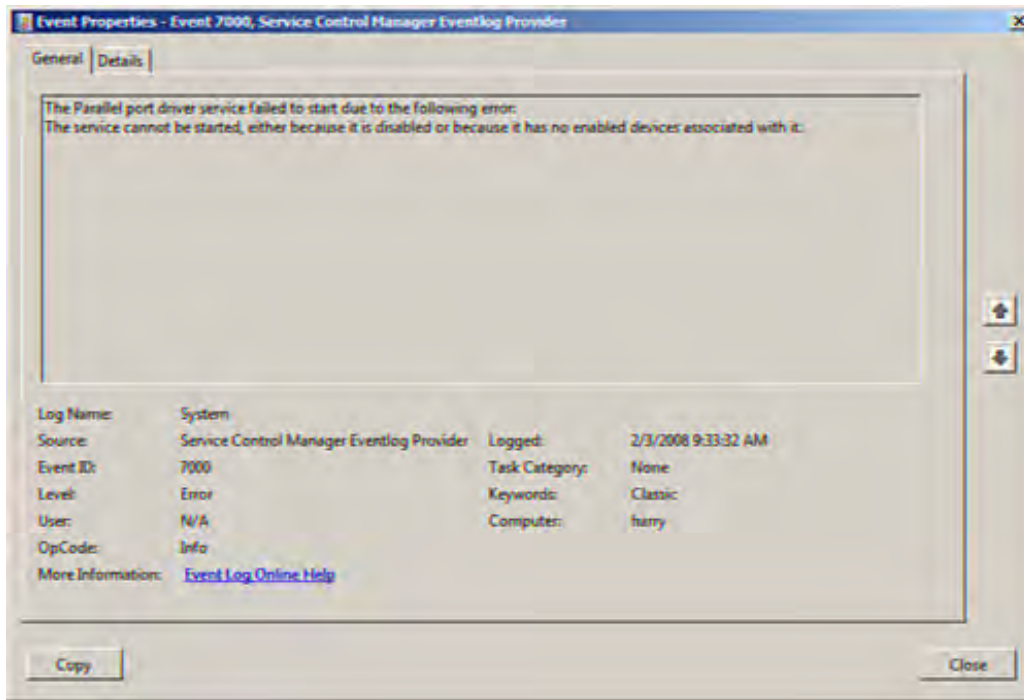 Event Properties - Event 7000, Service Control Manager Eventlog Provider
General Details
The Parallel port driver service failed to start due to the following error:
The service cannot be started, either because it is disabled or because it has no enabled devices associated with it.
Log Name: System
Source: Service Control Manager Eventlog Provider Logged: 2/3/2008 9:33:32 AM
Event ID: 7000 Task Category: None
Level: Error Keywords: Classic
User: N/A Computer: harry
OpCode: Info
More Information: Event Log Online Help
Copy Close